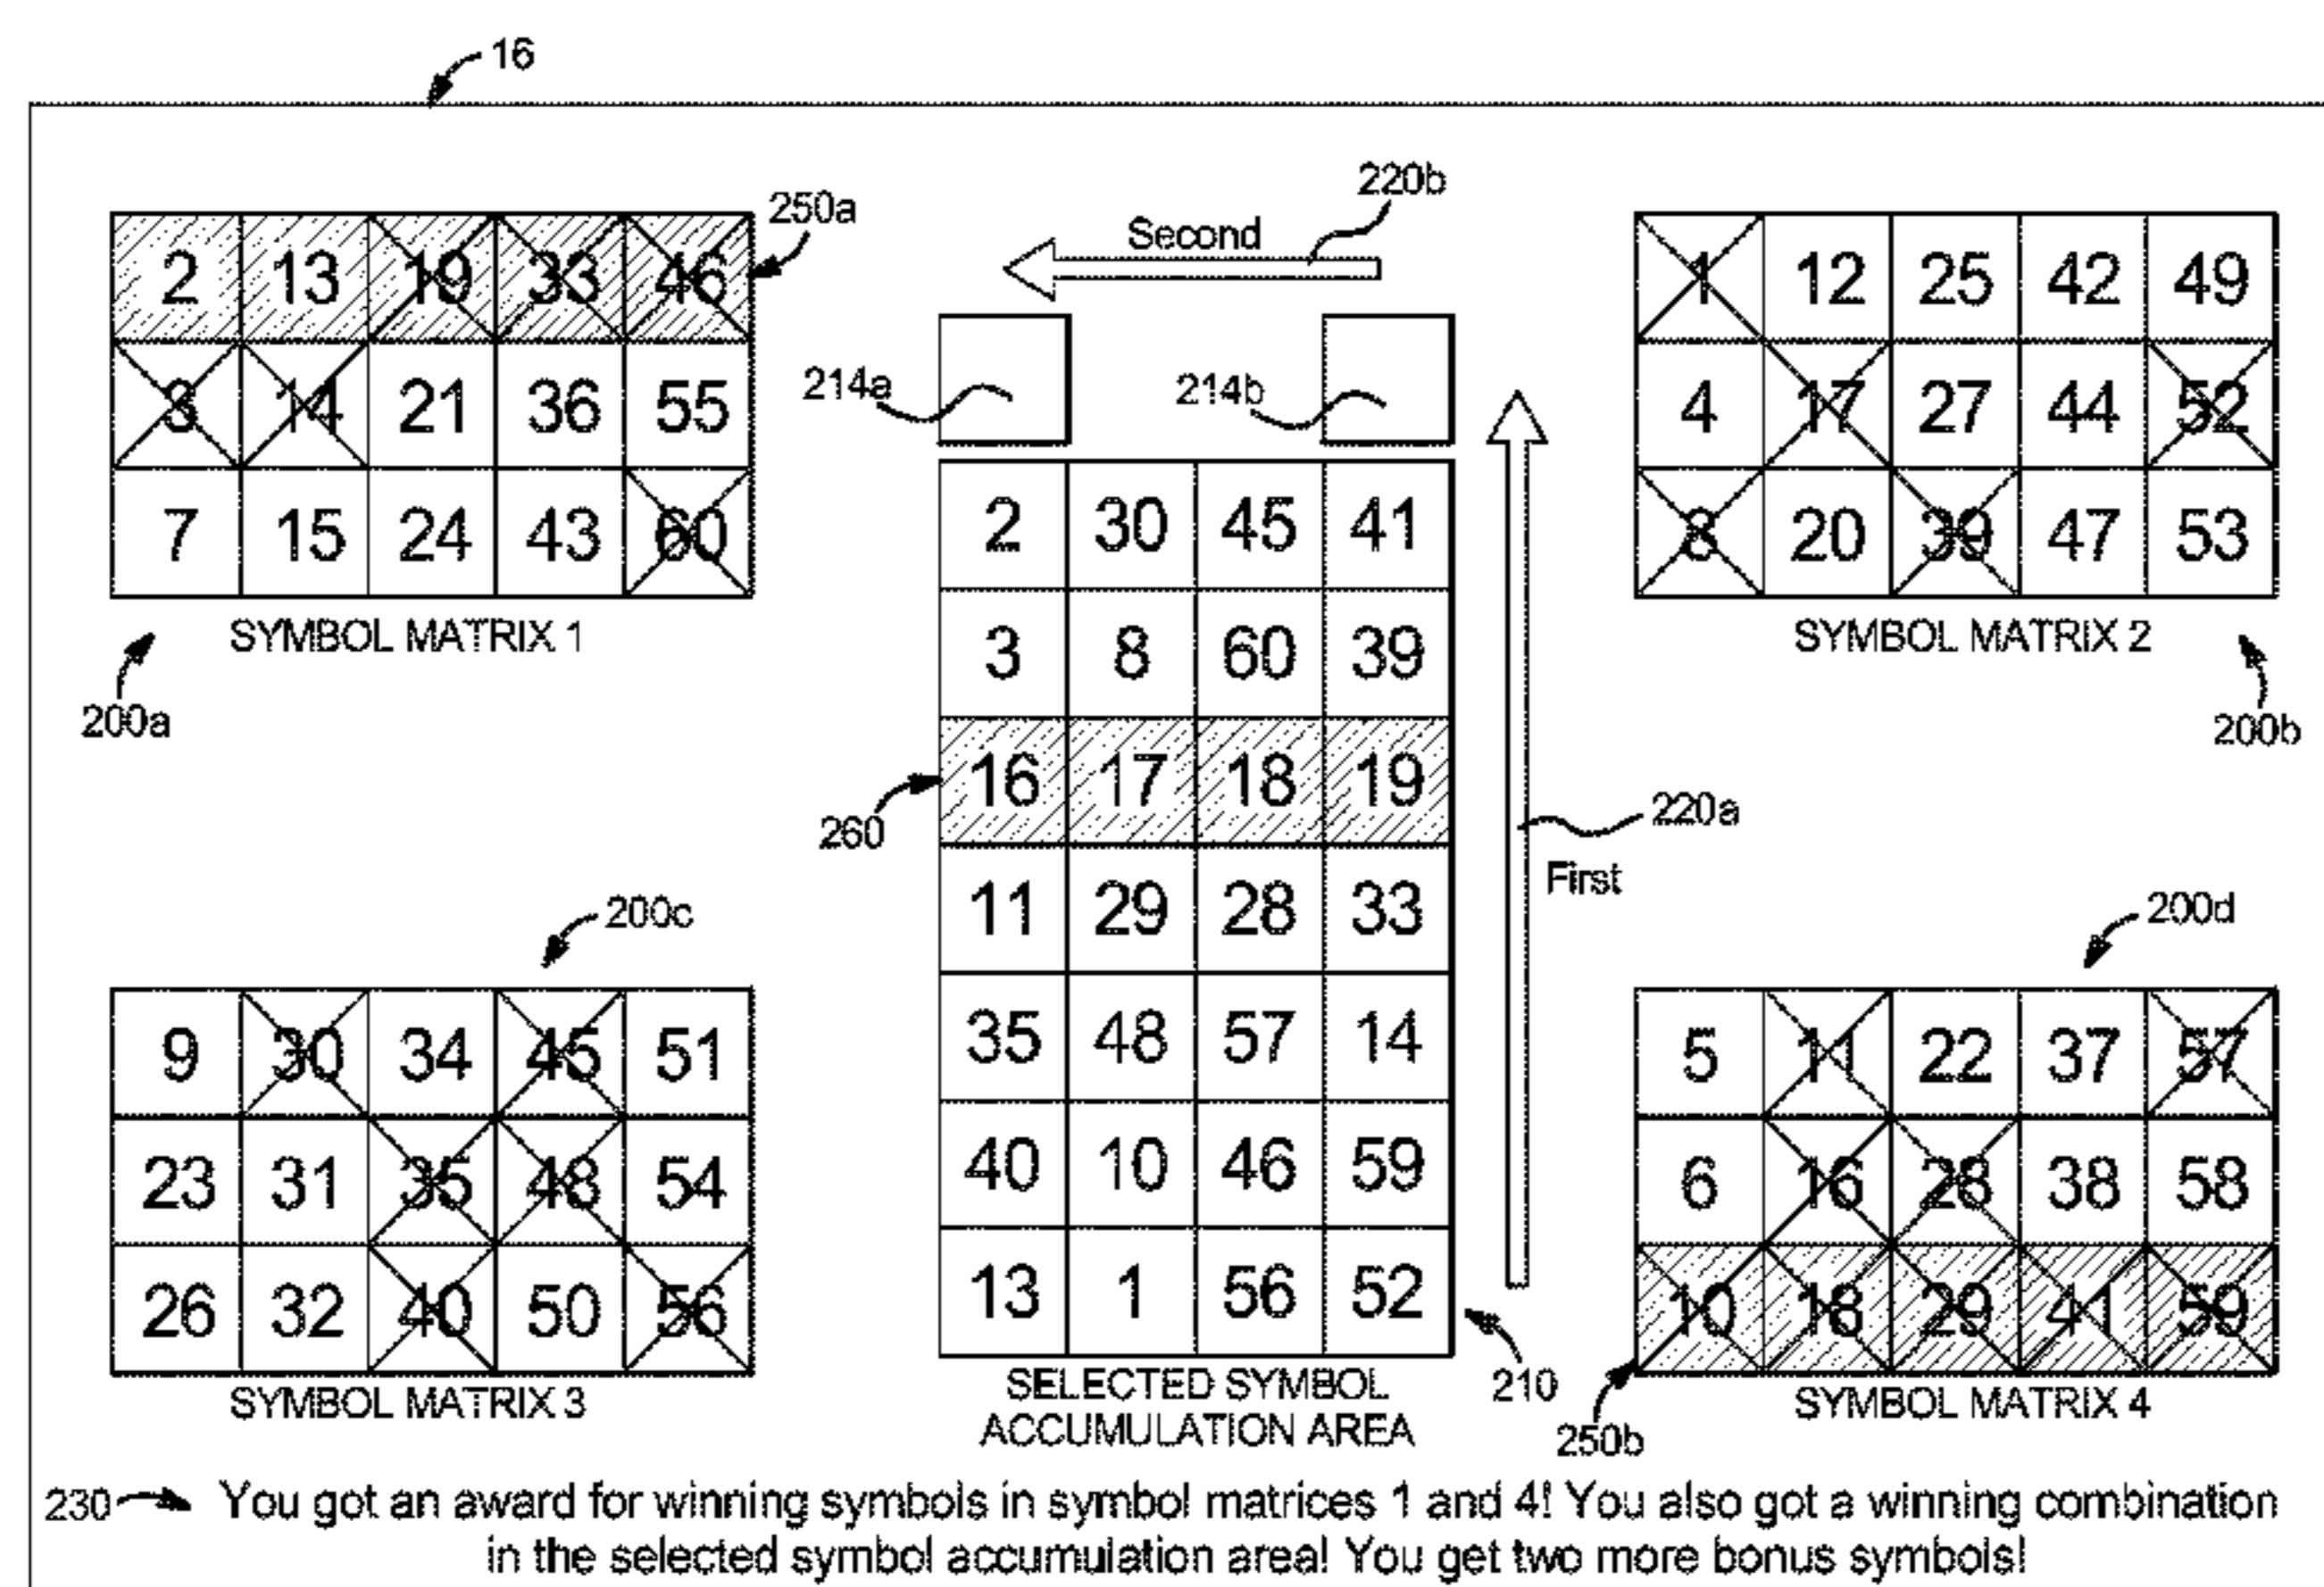 16
220b
250a
Second
2 13 19 33 46
1 12 25 42 49
214a
214b
3 14 21 36 55
4 17 27 44 52
7 15 24 43 60
2 30 45 41
8 20 39 47 53
SYMBOL MATRIX 1
3 8 60 39
SYMBOL MATRIX 2
200a
200b
16 17 18 19
260
220a
11 29 28 33
First
200c
200d
9 30 34 45 51
35 48 57 14
5 11 22 37 57
23 31 35 48 54
40 10 46 59
6 16 28 38 58
26 32 40 50 56
13 1 56 52
10 18 29 41 59
SYMBOL MATRIX 3
SELECTED SYMBOL
ACCUMULATION AREA
210
SYMBOL MATRIX 4
250b
230
You got an award for winning symbols in symbol matrices 1 and 4! You also got a winning combination
in the selected symbol accumulation area! You get two more bonus symbols!